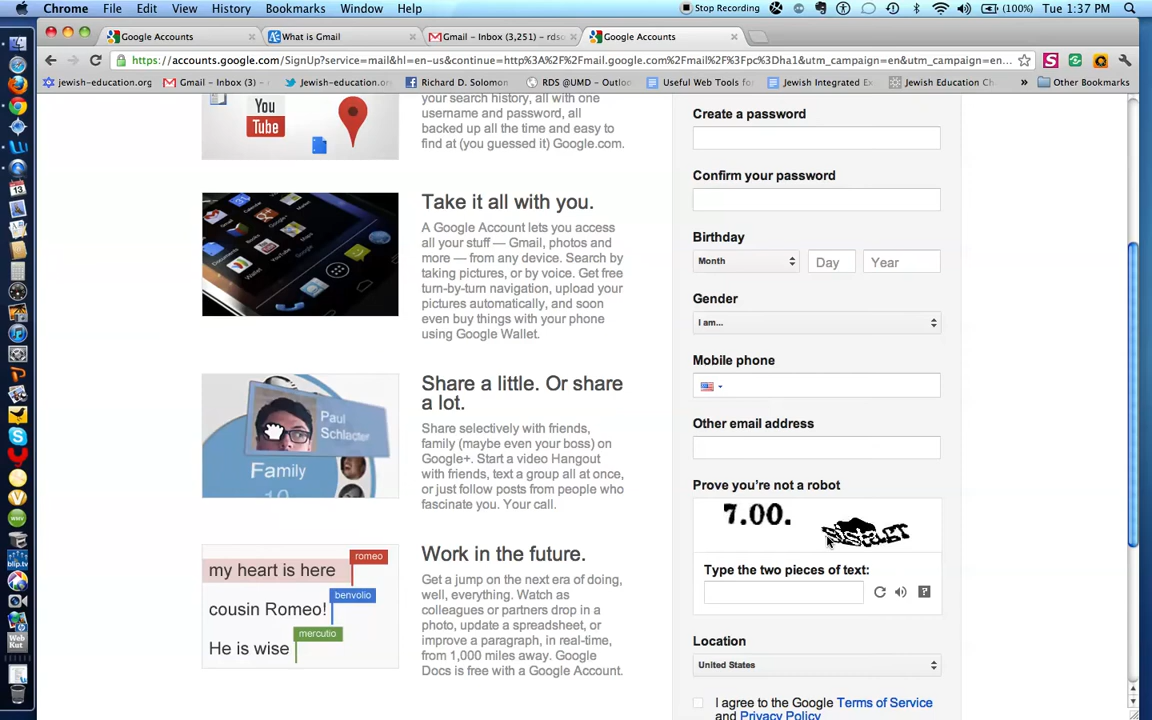 Chrome File Edit View History Bookmarks Window Help Stop Recording (100%) Tue 1:37 PM
Google Accounts What is Gmail Gmail – Inbox (3,251) – rdso Google Accounts
https://accounts.google.com/SignUp?service=mail&hl=en-us&continue=http%3A%2F%2Fmail.google.com%2Fmail%2F%3Fpc%3Dha1&utm_campaign=en&utm_campaign=en&utm_campaign=en&utm_m...
jewish-education.org Gmail – Inbox (3) Twitter/jewish-education.org Facebook Richard D. Solomon RDS @UMD – Outloo Useful Web Tools for Jewish Integrated Ex Jewish Education Ch » Other Bookmarks
You
Tube
your search history, all with one
username and password, all
backed up all the time and easy to
find at (you guessed it) Google.com.
Take it all with you.
A Google Account lets you access
all your stuff — Gmail, photos and
more — from any device. Search by
taking pictures, or by voice. Get free
turn-by-turn navigation, upload your
pictures automatically, and soon
even buy things with your phone
using Google Wallet.
Paul
Schlacter
Family
10
Share a little. Or share
a lot.
Share selectively with friends,
family (maybe even your boss) on
Google+. Start a video Hangout
with friends, text a group all at once,
or just follow posts from people who
fascinate you. Your call.
romeo
my heart is here
benvolio
cousin Romeo!
mercutio
He is wise
Work in the future.
Get a jump on the next era of doing,
well, everything. Watch as
colleagues or partners drop in a
photo, update a spreadsheet, or
improve a paragraph, in real-time,
from 1,000 miles away. Google
Docs is free with a Google Account.
Create a password
Confirm your password
Birthday
Month Day Year
Gender
I am...
Mobile phone
Other email address
Prove you're not a robot
7.00.
Type the two pieces of text:
Location
United States
I agree to the Google Terms of Service
and Privacy Policy